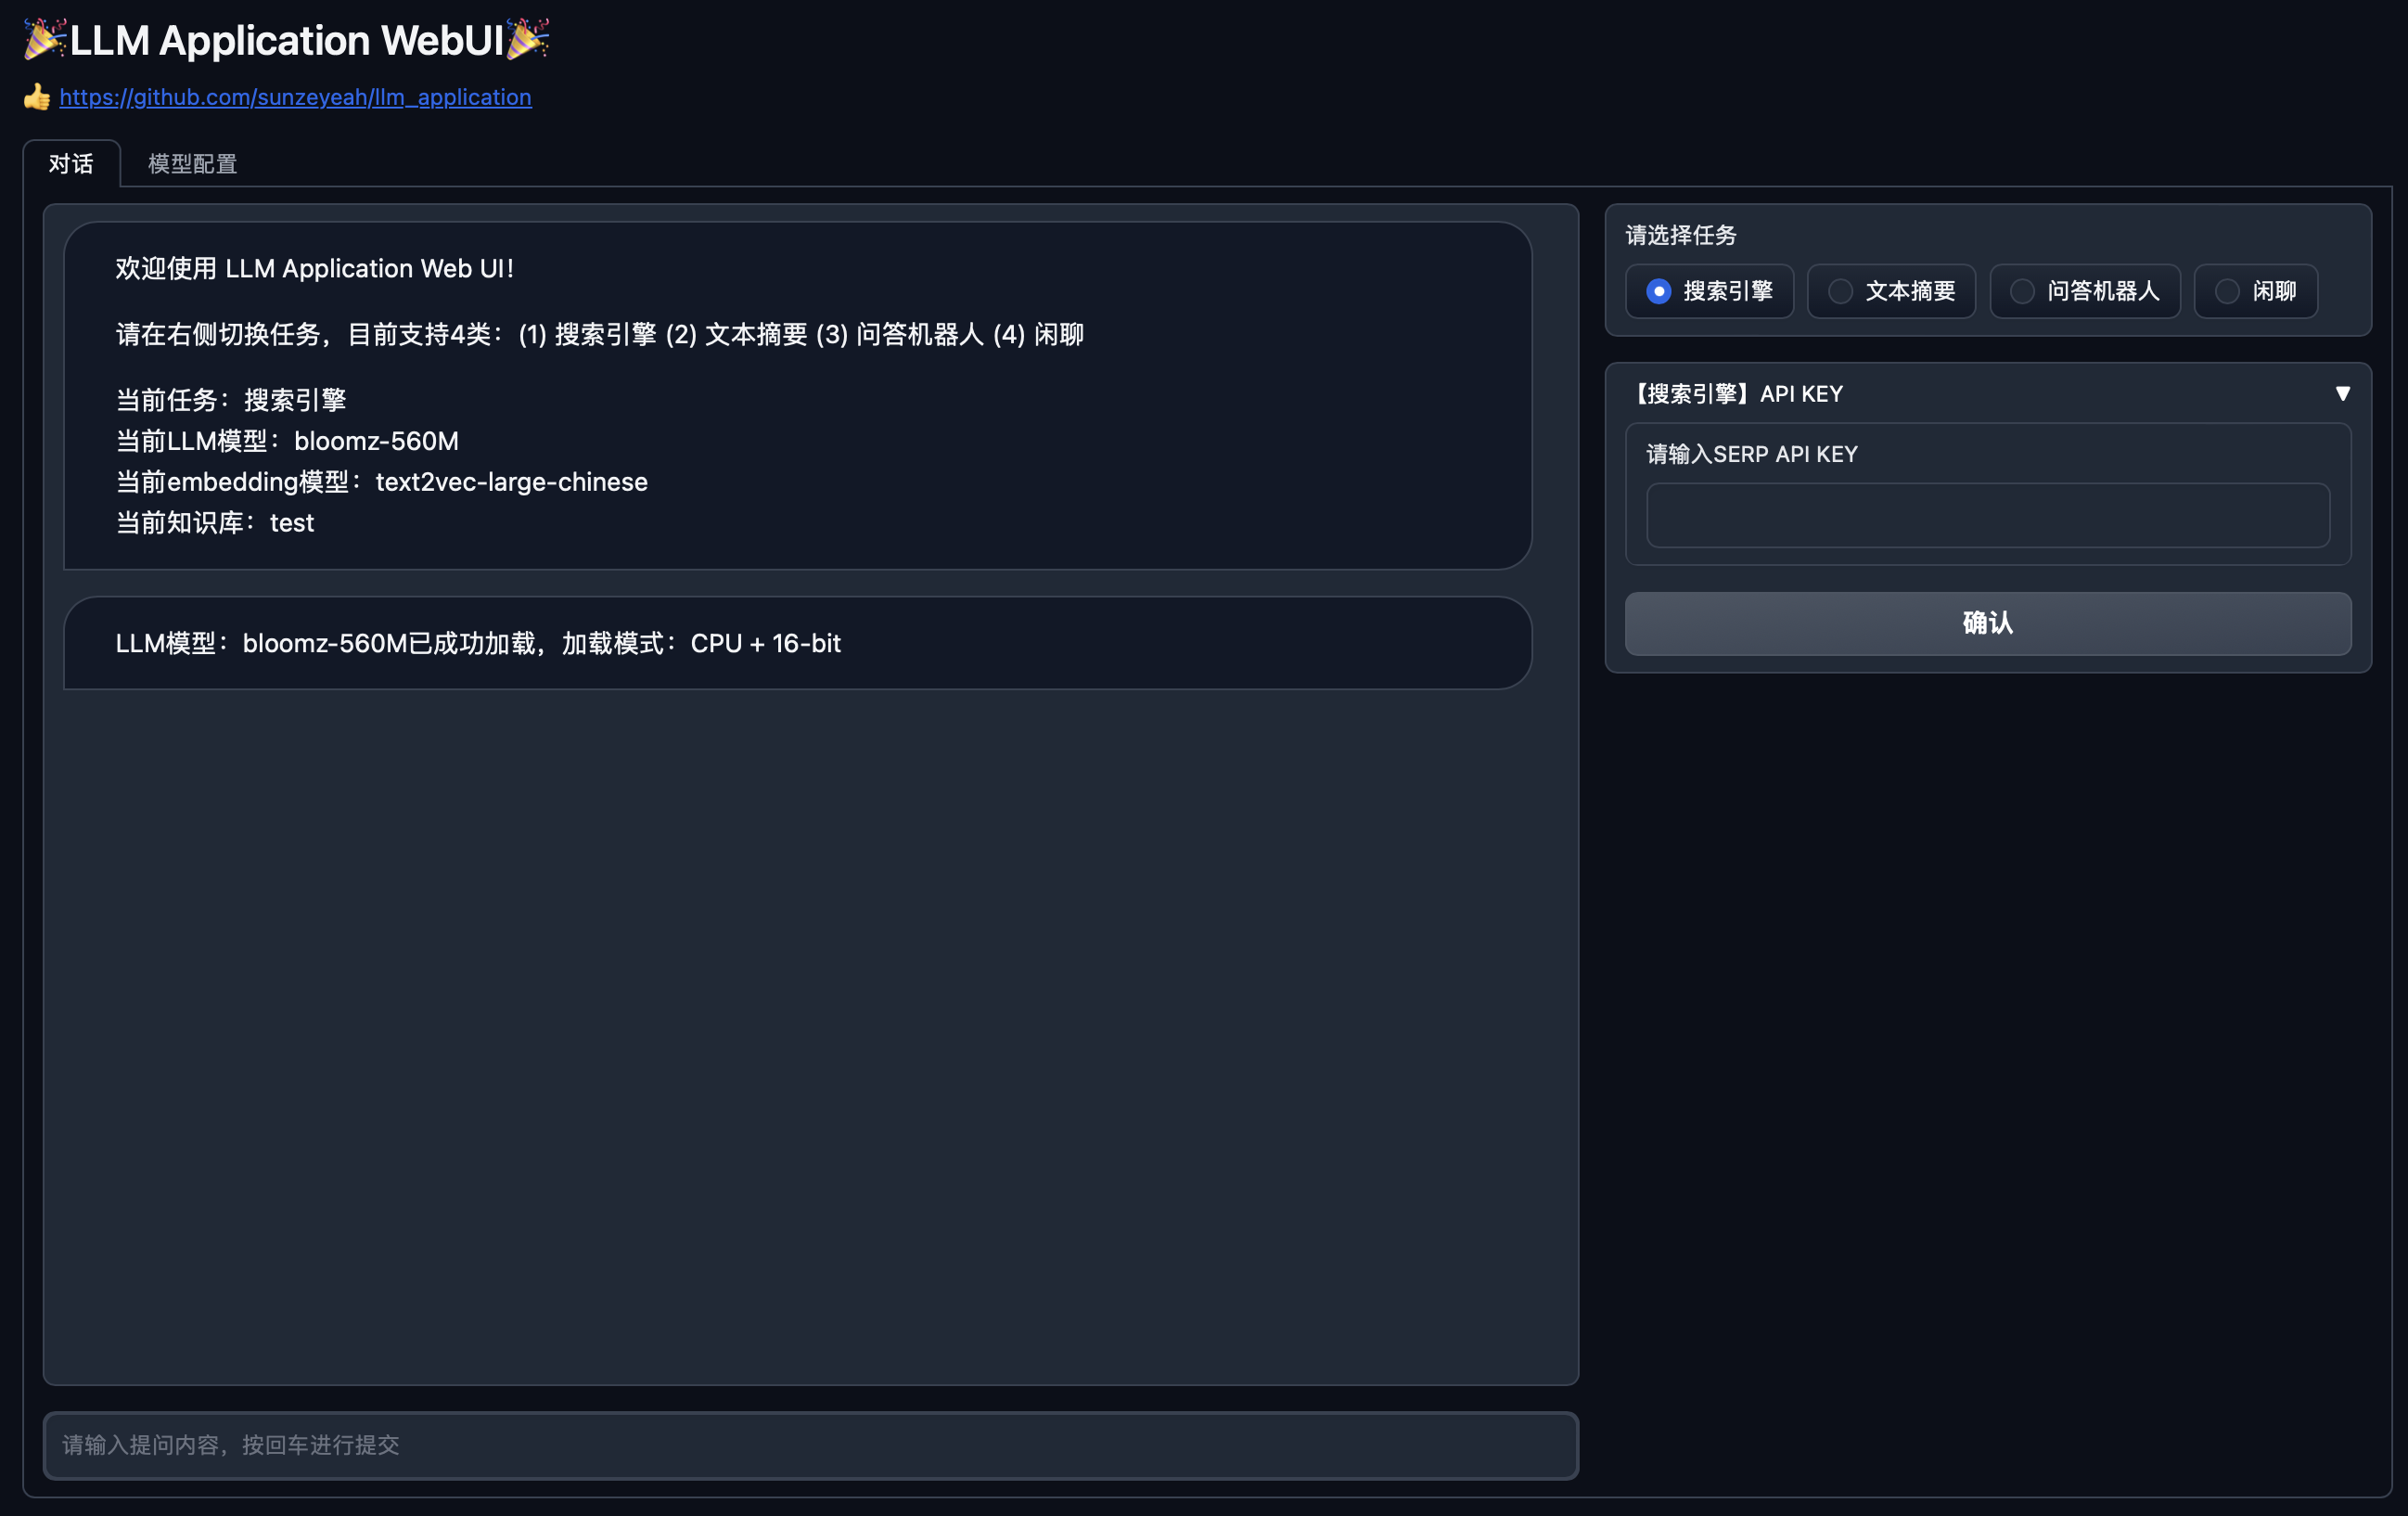 🎉LLM Application WebUI🎉
👍 https://github.com/sunzeyeah/llm_application
对话 模型配置
欢迎使用 LLM Application Web UI！
请在右侧切换任务，目前支持4类：(1) 搜索引擎 (2) 文本摘要 (3) 问答机器人 (4) 闲聊
当前任务：搜索引擎
当前LLM模型：bloomz-560M
当前embedding模型：text2vec-large-chinese
当前知识库：test
LLM模型：bloomz-560M已成功加载，加载模式：CPU + 16-bit
请输入提问内容，按回车进行提交
请选择任务
搜索引擎 文本摘要 问答机器人 闲聊
【搜索引擎】API KEY ▼
请输入SERP API KEY
确认